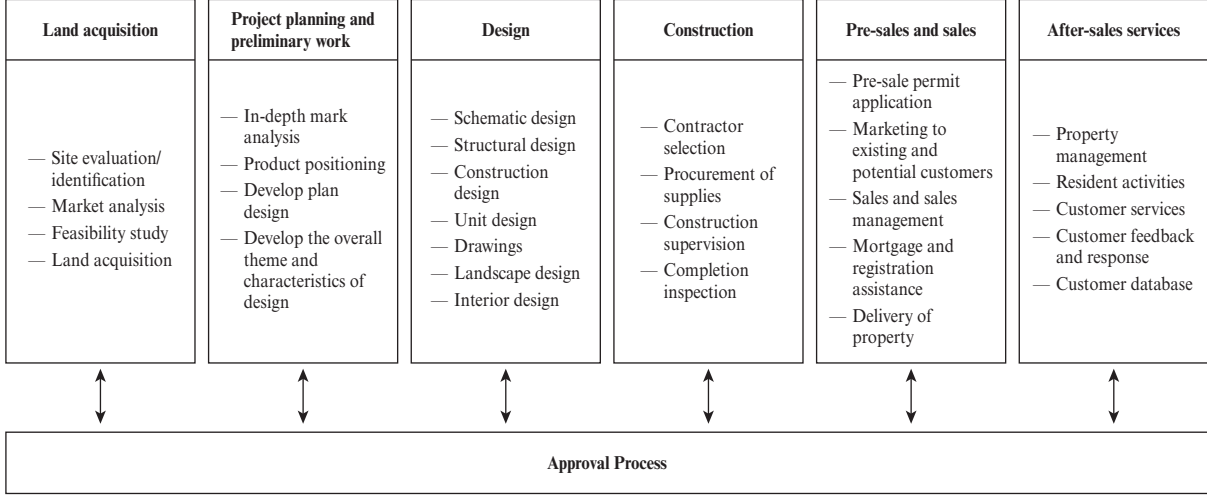 Land acquisition
— Site evaluation/
identification
— Market analysis
— Feasibility study
— Land acquisition
Project planning and
preliminary work
— In-depth mark
analysis
— Product positioning
— Develop plan
design
— Develop the overall
theme and
characteristics of
design
Design
— Schematic design
— Structural design
— Construction
design
— Unit design
— Drawings
— Landscape design
— Interior design
Construction
— Contractor
selection
— Procurement of
supplies
— Construction
supervision
— Completion
inspection
Pre-sales and sales
— Pre-sale permit
application
— Marketing to
existing and
potential customers
— Sales and sales
management
— Mortgage and
registration
assistance
— Delivery of
property
After-sales services
— Property
management
— Resident activities
— Customer services
— Customer feedback
and response
— Customer database
Approval Process